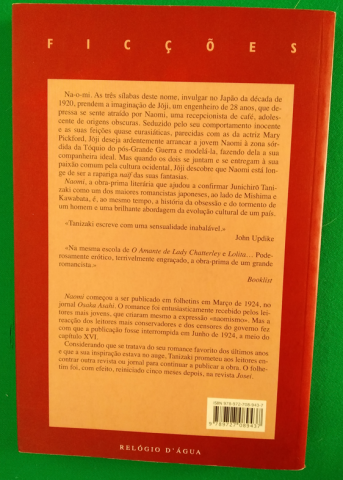 FICÇÕES
Na-o-mi. As três sílabas deste nome, invulgar no Japão da década de
1920, prendem a imaginação de Jōji, um engenheiro de 28 anos, que de-
pressa se sente atraído por Naomi, uma recepcionista de café, adoles-
cente de origens obscuras. Seduzido pelo seu comportamento inocente
e as suas feições quase eurasiáticas, parecidas com as da actriz Mary
Pickford, Jōji deseja ardentemente arrancar a jovem Naomi à zona sór-
dida da Tóquio do pós-Grande Guerra e modelá-la, fazendo dela a sua
companheira ideal. Mas quando os dois se juntam e se entregam à sua
paixão comum pela cultura ocidental, Jōji descobre que Naomi está lon-
ge de ser a rapariga naïf das suas fantasias.
Naomi, a obra-prima literária que ajudou a confirmar Junichirō Tani-
zaki como um dos maiores romancistas japoneses, ao lado de Mishima e
Kawabata, é, ao mesmo tempo, a história da obsessão e do tormento de
um homem e uma brilhante abordagem da evolução cultural de um país.
«Tanizaki escreve com uma sensualidade inabalável.»
John Updike
«Na mesma escola de O Amante de Lady Chatterley e Lolita... Pode-
rosamente erótico, terrivelmente engraçado, a obra-prima de um grande
romancista.»
Booklist
Naomi começou a ser publicado em folhetins em Março de 1924, no
jornal Osaka Asahi. O romance foi entusiasticamente recebido pelos lei-
tores mais jovens, que criaram mesmo a expressão «naomismo». Mas a
reacção dos leitores mais conservadores e dos censores do governo fez
com que a publicação fosse interrompida em Junho de 1924, a meio do
capítulo XVI.
Considerando que se tratava do seu romance favorito dos últimos anos
e que a sua inspiração estava no auge, Tanizaki prometeu aos leitores en-
contrar outra revista ou jornal para continuar a publicar a obra. O folhe-
tim foi, com efeito, reiniciado cinco meses depois, na revista Josei.
ISBN 978-972-708-943-7
9789727089437
RELÓGIO D'ÁGUA